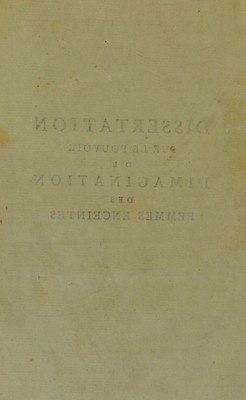 DISSERTATION
SUR LE POUVOIR
DE
L'IMAGINATION
DES
FEMMES ENCEINTES